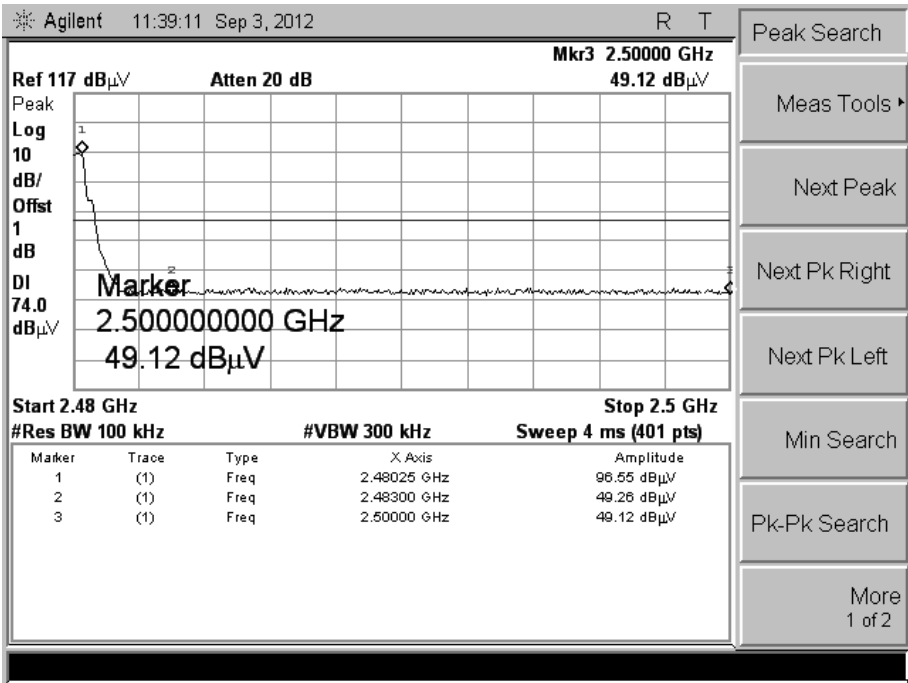 Agilent 11:39:11 Sep 3, 2012 R T
Mkr3 2.50000 GHz
Ref 117 dBμV Atten 20 dB 49.12 dBμV
Peak
Log
10
dB/
Offst
1
dB
DI
74.0
dBμV
1
2
3
Marker
2.500000000 GHz
49.12 dBμV
Start 2.48 GHz Stop 2.5 GHz
#Res BW 100 kHz #VBW 300 kHz Sweep 4 ms (401 pts)
Marker Trace Type X Axis Amplitude
1 (1) Freq 2.48025 GHz 96.55 dBμV
2 (1) Freq 2.48300 GHz 49.26 dBμV
3 (1) Freq 2.50000 GHz 49.12 dBμV
Peak Search
Meas Tools
Next Peak
Next Pk Right
Next Pk Left
Min Search
Pk-Pk Search
More
1 of 2